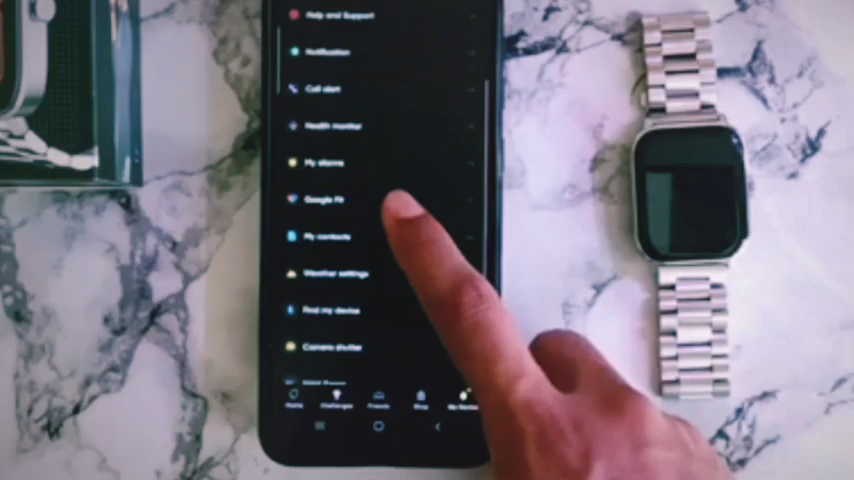 Help and Support
Notification
Call alert
Health monitor
My alarms
Google Fit
My contacts
Weather settings
Find my device
Camera shutter
Home
Challenges
Friends
Shop